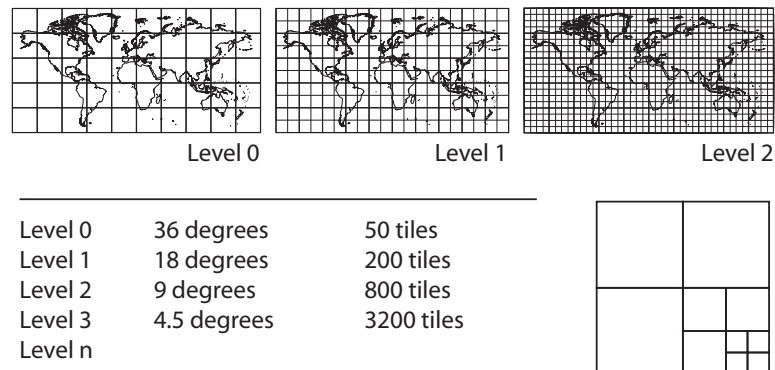 Level 0
Level 1
Level 2
Level 0 36 degrees 50 tiles
Level 1 18 degrees 200 tiles
Level 2 9 degrees 800 tiles
Level 3 4.5 degrees 3200 tiles
Level n